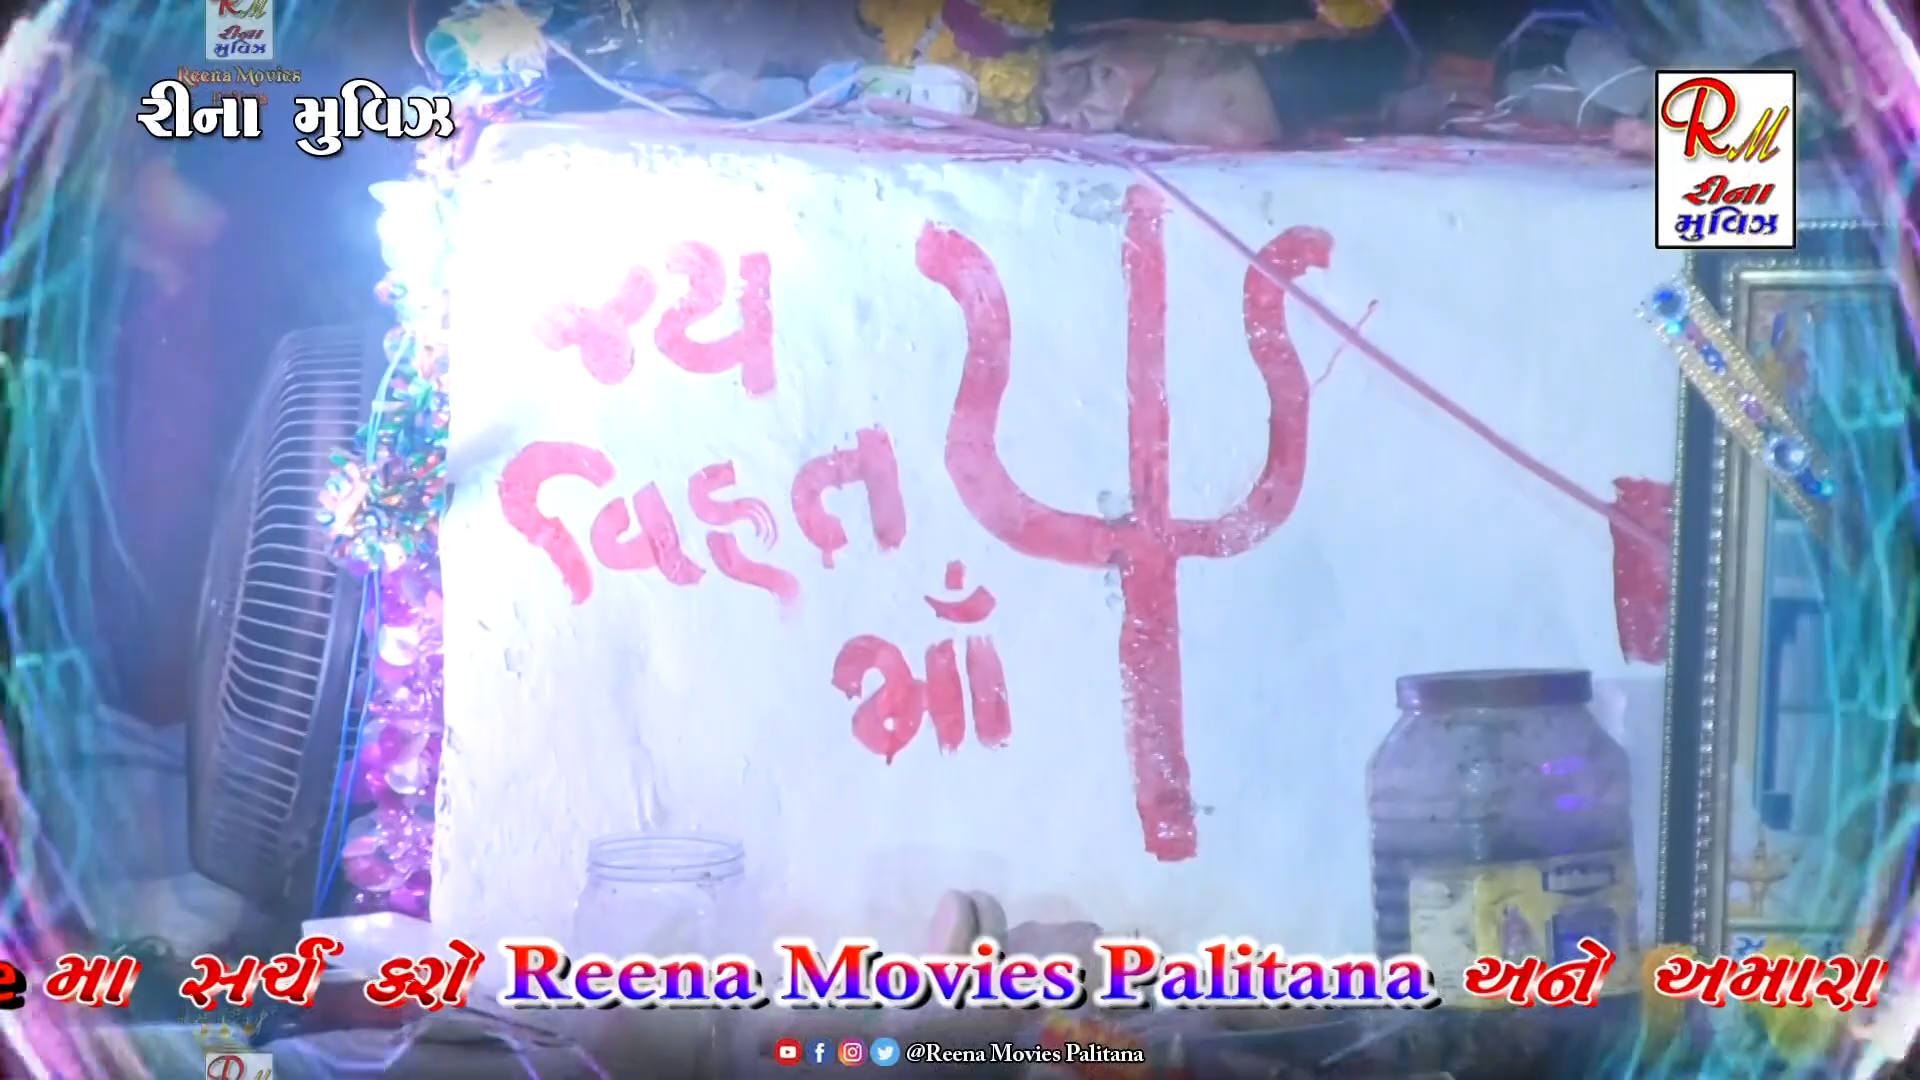 રીના
મુવિઝ
Reena Movies
રીના મુવિઝ
RM
રીના
મુવિઝ
જય
વિહત
માઁ
e મા સર્ચ કરો Reena Movies Palitana અને અમારા
@Reena Movies Palitana